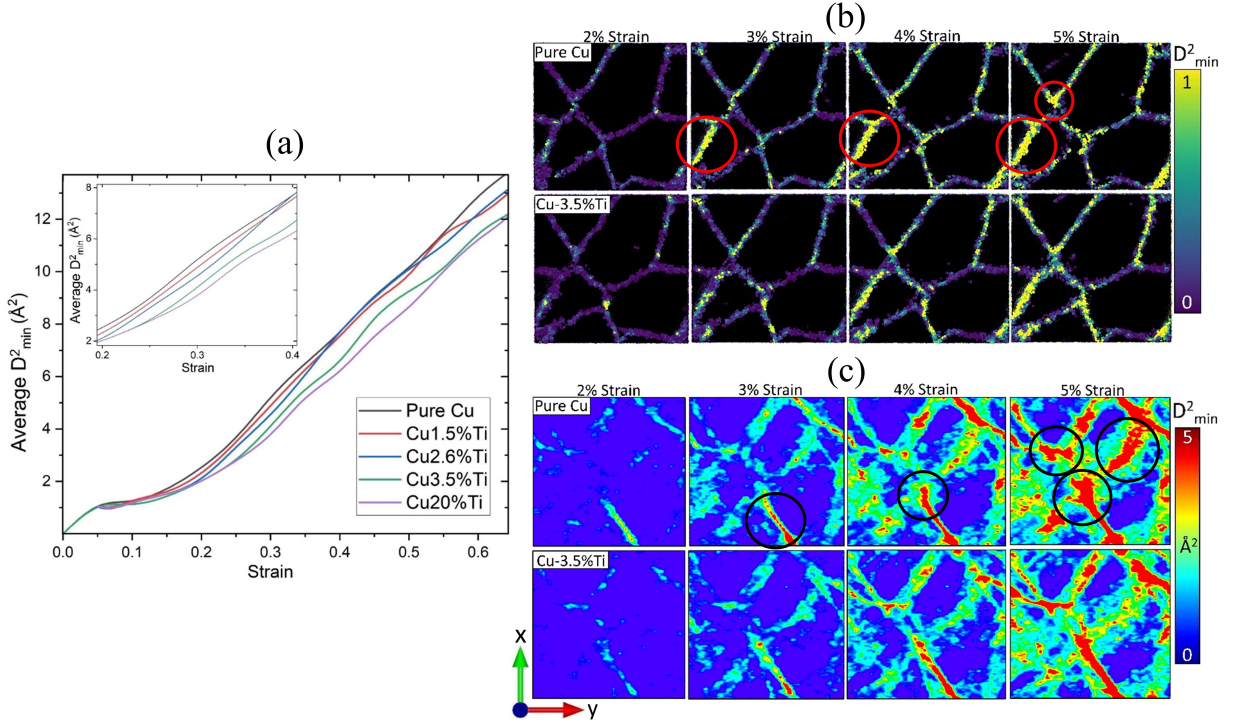 (a)
Average D²min (Å²)
12
10
8
6
4
2
0.0 0.1 0.2 0.3 0.4 0.5 0.6
Strain
Average D²min (Å²)
8
6
4
2
0.2 0.3 0.4
Strain
Pure Cu
Cu1.5%Ti
Cu2.6%Ti
Cu3.5%Ti
Cu20%Ti
(b)
2% Strain 3% Strain 4% Strain 5% Strain
Pure Cu
Cu-3.5%Ti
D²min
1
0
(c)
2% Strain 3% Strain 4% Strain 5% Strain
Pure Cu
Cu-3.5%Ti
D²min
5
Å²
0
x
y